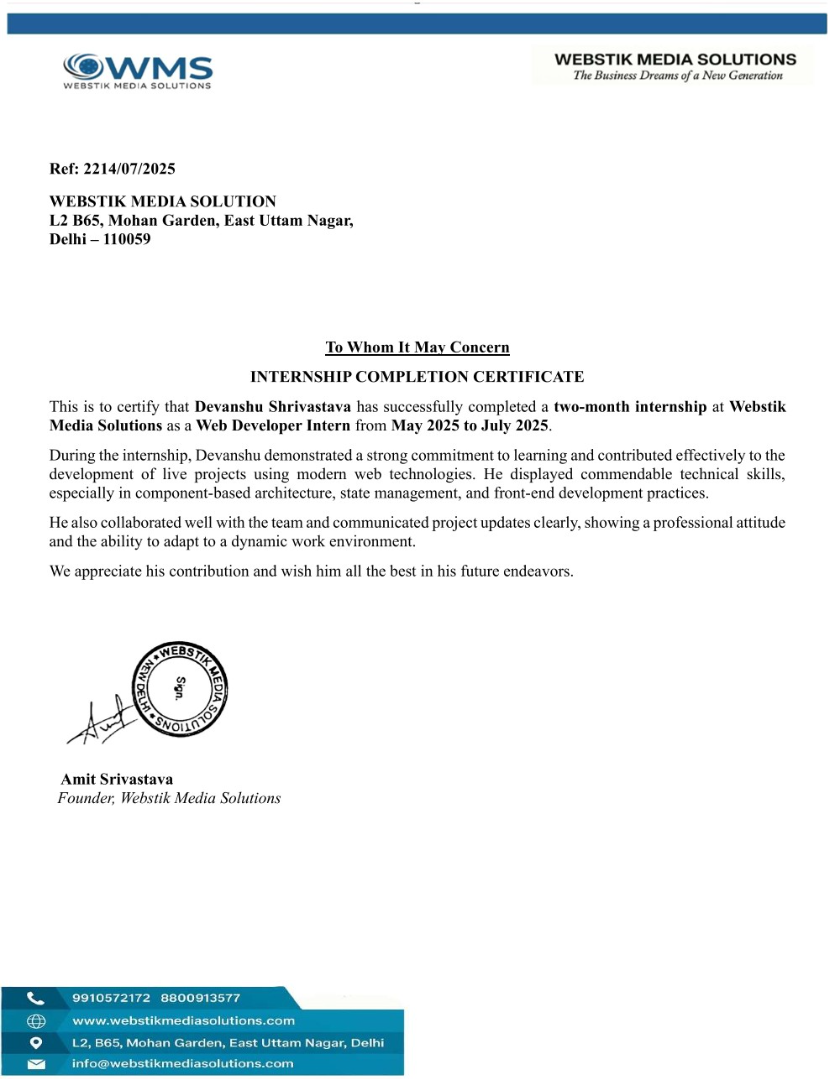 WMS
WEBSTIK MEDIA SOLUTIONS
WEBSTIK MEDIA SOLUTIONS
The Business Dreams of a New Generation
Ref: 2214/07/2025
WEBSTIK MEDIA SOLUTION
L2 B65, Mohan Garden, East Uttam Nagar,
Delhi – 110059
To Whom It May Concern
INTERNSHIP COMPLETION CERTIFICATE
This is to certify that Devanshu Shrivastava has successfully completed a two-month internship at Webstik
Media Solutions as a Web Developer Intern from May 2025 to July 2025.
During the internship, Devanshu demonstrated a strong commitment to learning and contributed effectively to the
development of live projects using modern web technologies. He displayed commendable technical skills,
especially in component-based architecture, state management, and front-end development practices.
He also collaborated well with the team and communicated project updates clearly, showing a professional attitude
and the ability to adapt to a dynamic work environment.
We appreciate his contribution and wish him all the best in his future endeavors.
WEBSTIK MEDIA SOLUTIONS
NEW DELHI
Sign.
Amit
Amit Srivastava
Founder, Webstik Media Solutions
9910572172 8800913577
www.webstikmediasolutions.com
L2, B65, Mohan Garden, East Uttam Nagar, Delhi
info@webstikmediasolutions.com